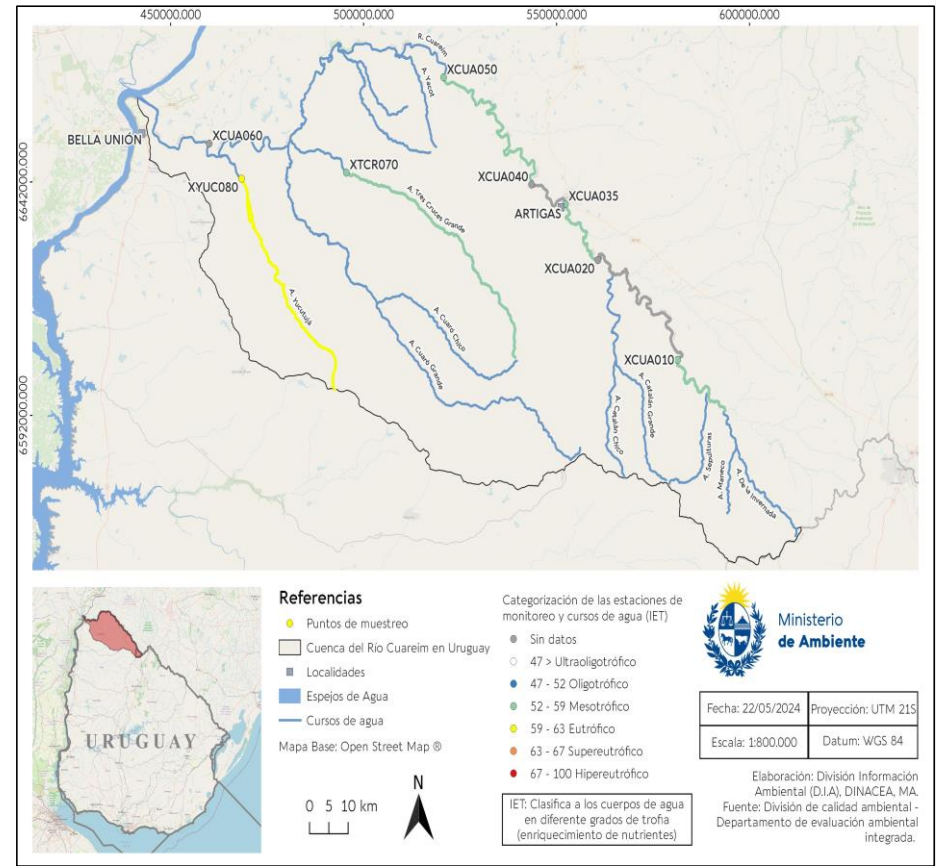 450000.000
500000.000
550000.000
600000.000
6642000.000
6592000.000
R. Cuareim
XCUA050
A. Yacot
BELLA UNIÓN
XCUA060
XTCR070
XCUA040
XCUA035
ARTIGAS
XYUC080
A. Tres Cruces Grande
XCUA020
A. Yucutujá
A. Cuaró Chico
A. Cuaró Grande
XCUA010
A. Catalán Grande
A. Catalán Chico
A. Sepulturas
A. Maneco
A. De la Invernada
URUGUAY
Referencias
Puntos de muestreo
Cuenca del Río Cuareim en Uruguay
Localidades
Espejos de Agua
Cursos de agua
Mapa Base: Open Street Map ®
0 5 10 km
N
Categorización de las estaciones de
monitoreo y cursos de agua (IET)
Sin datos
47 > Ultraoligotrófico
47 - 52 Oligotrófico
52 - 59 Mesotrófico
59 - 63 Eutrófico
63 - 67 Supereutrófico
67 - 100 Hipereutrófico
IET: Clasifica a los cuerpos de agua
en diferente grados de trofia
(enriquecimiento de nutrientes)
Ministerio
de Ambiente
Fecha: 22/05/2024
Proyección: UTM 21S
Escala: 1:800.000
Datum: WGS 84
Elaboración: División Información
Ambiental (D.I.A), DINACEA, MA.
Fuente: División de calidad ambiental -
Departamento de evaluación ambiental
integrada.